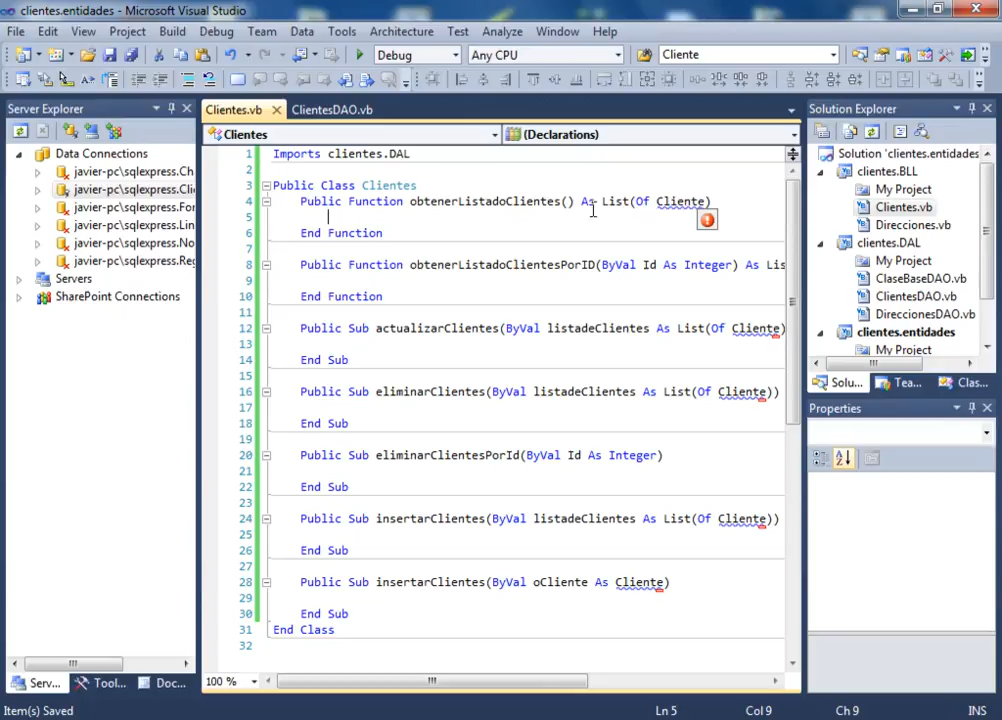 clientes.entidades - Microsoft Visual Studio
File Edit View Project Build Debug Team Data Tools Architecture Test Analyze Window Help
Debug Any CPU Cliente
Server Explorer
Data Connections
javier-pc\sqlexpress.Ch
javier-pc\sqlexpress.Cli
javier-pc\sqlexpress.For
javier-pc\sqlexpress.Lin
javier-pc\sqlexpress.No
javier-pc\sqlexpress.Reg
Servers
SharePoint Connections
Serv... Tool... Doc...
Clientes.vb ClientesDAO.vb
Clientes (Declarations)
1 Imports clientes.DAL
2
3 Public Class Clientes
4 Public Function obtenerListadoClientes() As List(Of Cliente)
5
6 End Function
7
8 Public Function obtenerListadoClientesPorID(ByVal Id As Integer) As Lis
9
10 End Function
11
12 Public Sub actualizarClientes(ByVal listadeClientes As List(Of Cliente)
13
14 End Sub
15
16 Public Sub eliminarClientes(ByVal listadeClientes As List(Of Cliente))
17
18 End Sub
19
20 Public Sub eliminarClientesPorId(ByVal Id As Integer)
21
22 End Sub
23
24 Public Sub insertarClientes(ByVal listadeClientes As List(Of Cliente))
25
26 End Sub
27
28 Public Sub insertarClientes(ByVal oCliente As Cliente)
29
30 End Sub
31 End Class
32
100 %
Solution Explorer
Solution 'clientes.entidades
clientes.BLL
My Project
Clientes.vb
Direcciones.vb
clientes.DAL
My Project
ClaseBaseDAO.vb
ClientesDAO.vb
DireccionesDAO.vb
clientes.entidades
My Project
Solu... Tea... Clas...
Properties
Item(s) Saved Ln 5 Col 9 Ch 9 INS